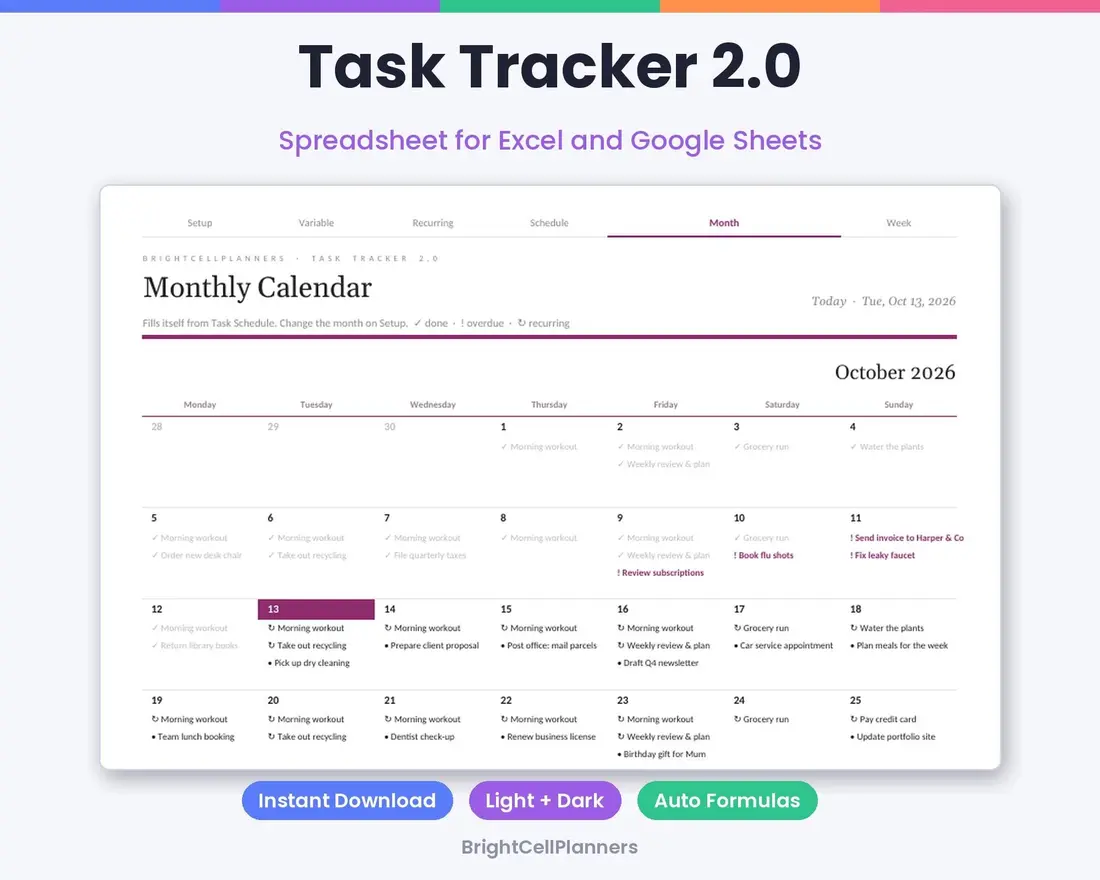 Task Tracker 2.0
Spreadsheet for Excel and Google Sheets
Setup Variable Recurring Schedule Month Week
BRIGHTCELLPLANNERS · TASK TRACKER 2.0
Monthly Calendar
Today · Tue, Oct 13, 2026
Fills itself from Task Schedule. Change the month on Setup. ✓ done · ! overdue · ↻ recurring
October 2026
Monday Tuesday Wednesday Thursday Friday Saturday Sunday
28 29 30 1 2 3 4
✓ Morning workout ✓ Morning workout ✓ Grocery run ✓ Water the plants
✓ Weekly review & plan
5 6 7 8 9 10 11
✓ Morning workout ✓ Morning workout ✓ Morning workout ✓ Morning workout ✓ Morning workout ✓ Grocery run ! Send invoice to Harper & Co
✓ Order new desk chair ✓ Take out recycling ✓ File quarterly taxes ✓ Weekly review & plan ! Book flu shots ! Fix leaky faucet
! Review subscriptions
12 13 14 15 16 17 18
✓ Morning workout ↻ Morning workout ↻ Morning workout ↻ Morning workout ↻ Morning workout ↻ Grocery run ↻ Water the plants
✓ Return library books ↻ Take out recycling • Prepare client proposal • Post office: mail parcels ↻ Weekly review & plan • Car service appointment • Plan meals for the week
• Pick up dry cleaning • Draft Q4 newsletter
19 20 21 22 23 24 25
↻ Morning workout ↻ Morning workout ↻ Morning workout ↻ Morning workout ↻ Morning workout ↻ Grocery run ↻ Pay credit card
• Team lunch booking ↻ Take out recycling • Dentist check-up • Renew business license ↻ Weekly review & plan • Update portfolio site
• Birthday gift for Mum
Instant Download Light + Dark Auto Formulas
BrightCellPlanners